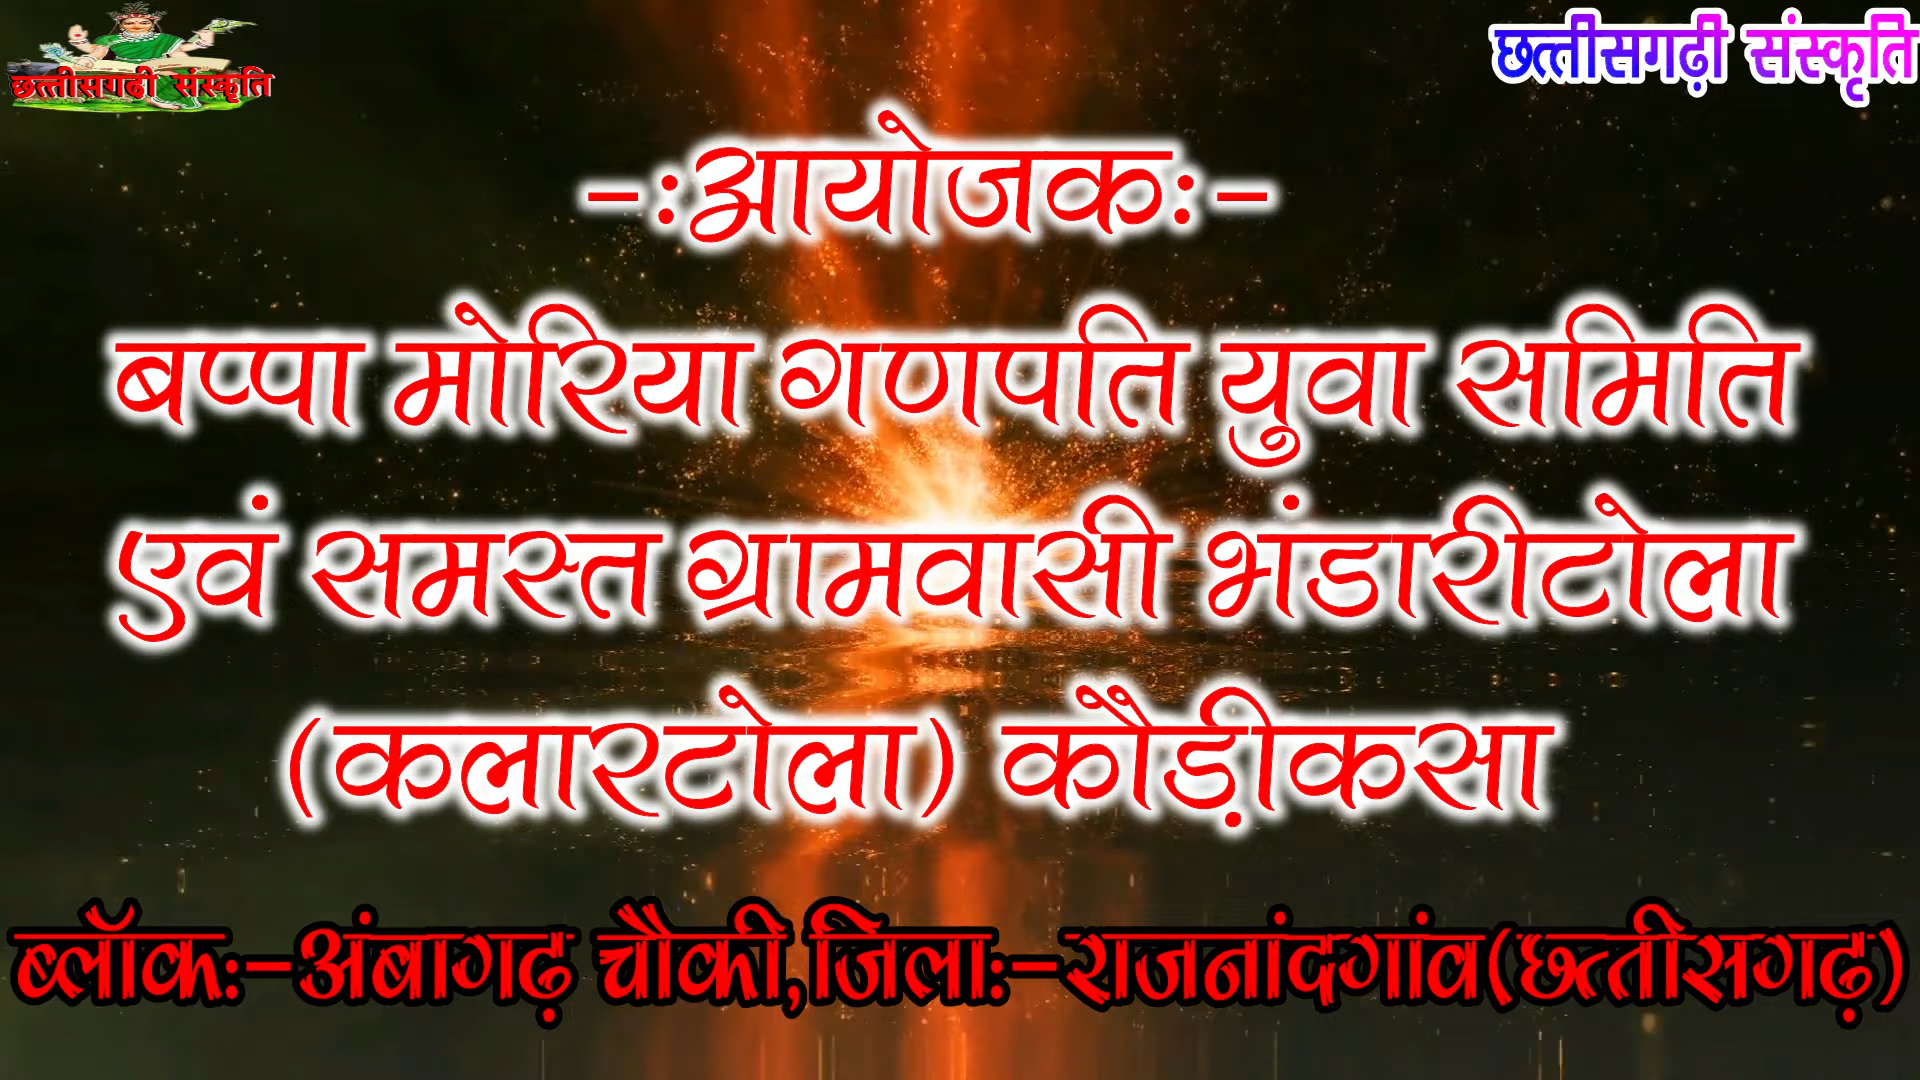 छत्तीसगढ़ी संस्कृति
छत्तीसगढी संस्कृति
-:आयोजक:-
बप्पा मोरिया गणपति युवा समिति
एवं समस्त ग्रामवासी भंडारीटोला
(कलारटोला) कौड़ीकसा
ब्लॉक:-अंबागढ़ चौकी,जिला:-राजनांदगांव(छत्तीसगढ़)